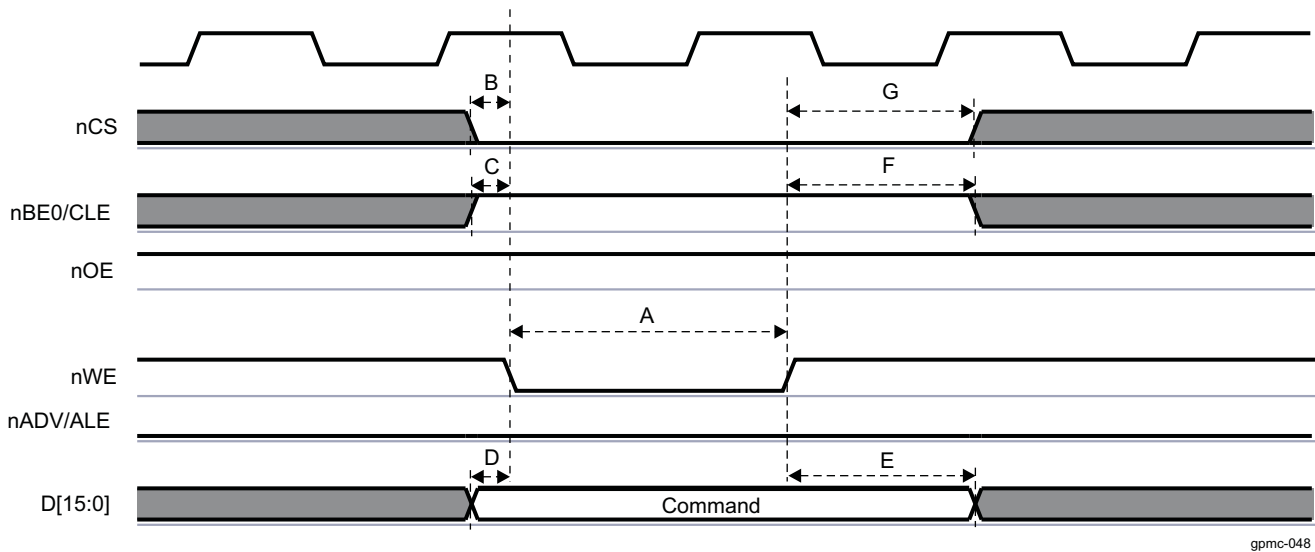 B
G
nCS
C
F
nBE0/CLE
nOE
A
nWE
nADV/ALE
D
E
D[15:0]
Command
gpmc-048